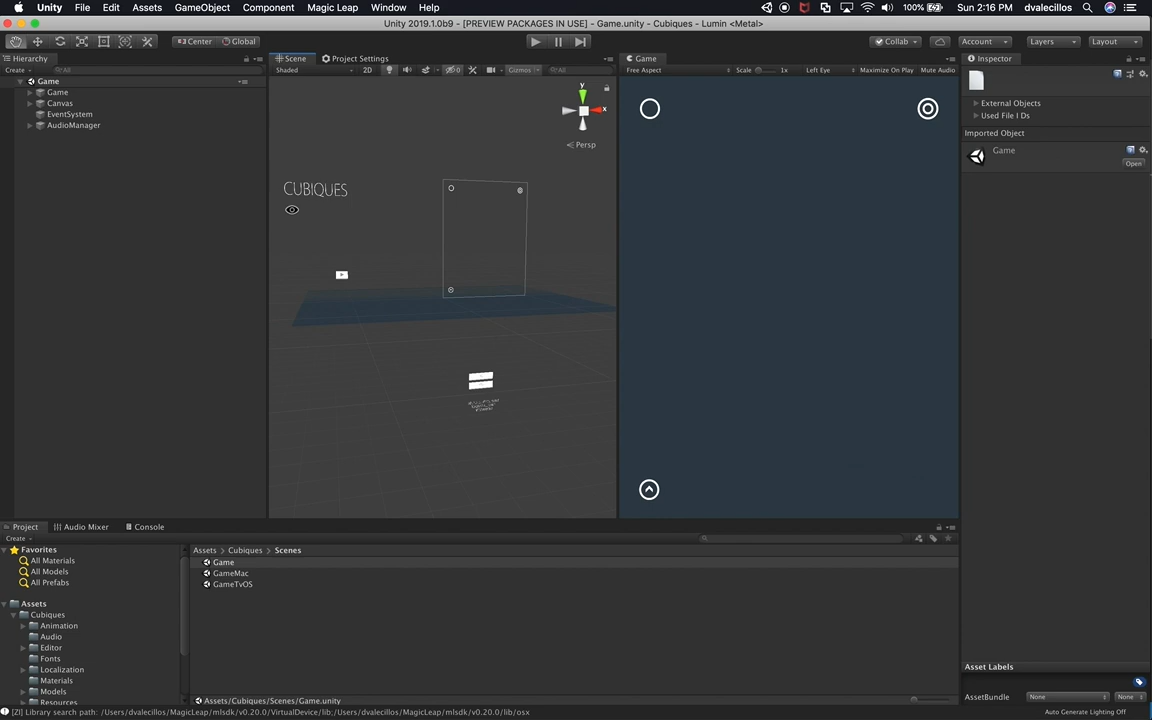 Unity File Edit Assets GameObject Component Magic Leap Window Help 100% Sun 2:16 PM dvalecillos
Unity 2019.1.0b9 - [PREVIEW PACKAGES IN USE] - Game.unity - Cubiques - Lumin <Metal>
Center Global Collab Account Layers Layout
Hierarchy Scene Project Settings Game Inspector
Create All Shaded 2D 0 Gizmos All Free Aspect Scale 1x Left Eye Maximize On Play Mute Audio
Game
Game
Canvas
EventSystem
AudioManager
y
x
Persp
CUBIQUES
External Objects
Used File I Ds
Imported Object
Game
Open
Project Audio Mixer Console
Create
Favorites
All Materials
All Models
All Prefabs
Assets
Cubiques
Animation
Audio
Editor
Fonts
Localization
Materials
Models
Resources
Assets > Cubiques > Scenes
Game
GameMac
GameTvOS
Assets/Cubiques/Scenes/Game.unity
Asset Labels
AssetBundle None None
[ZI] Library search path: /Users/dvalecillos/MagicLeap/mlsdk/v0.20.0/VirtualDevice/lib;/Users/dvalecillos/MagicLeap/mlsdk/v0.20.0/lib/osx
Auto Generate Lighting Off